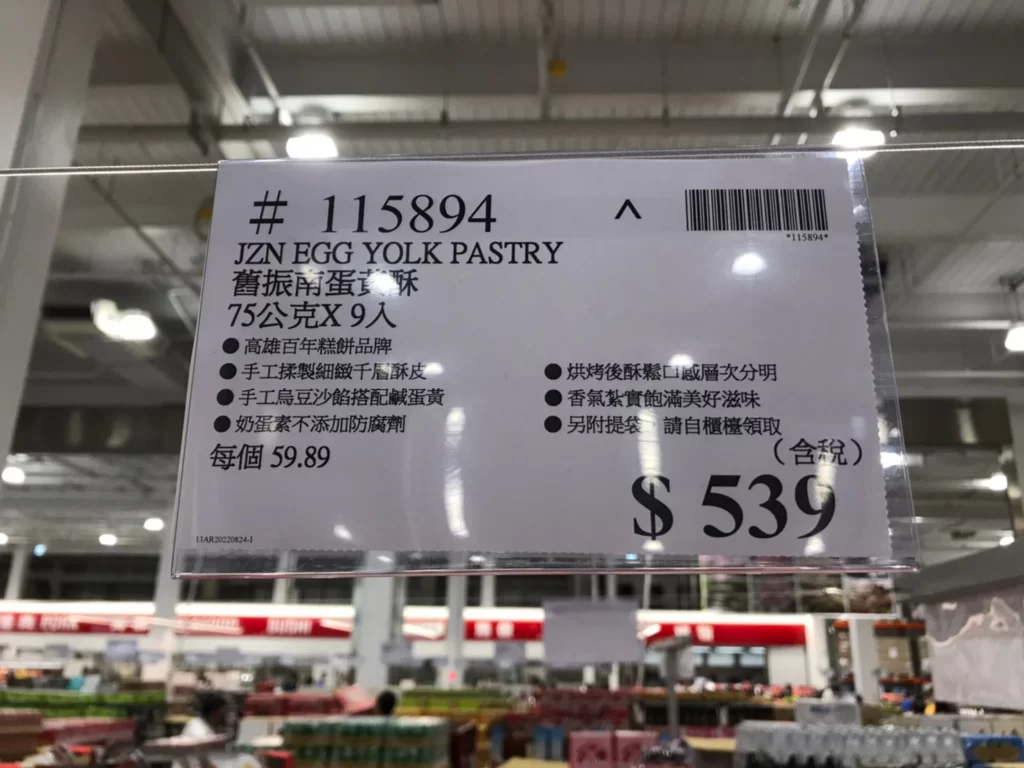 # 115894 ^
*115894*
JZN EGG YOLK PASTRY
舊振南蛋黃酥
75公克X 9入
●高雄百年糕餅品牌
●手工揉製細緻千層酥皮
●手工烏豆沙餡搭配鹹蛋黃
●奶蛋素不添加防腐劑
●烘烤後酥鬆口感層次分明
●香氣紮實飽滿美好滋味
●另附提袋，請自櫃檯領取
每個 59.89
（含稅）
$ 539
13AR20220824-1